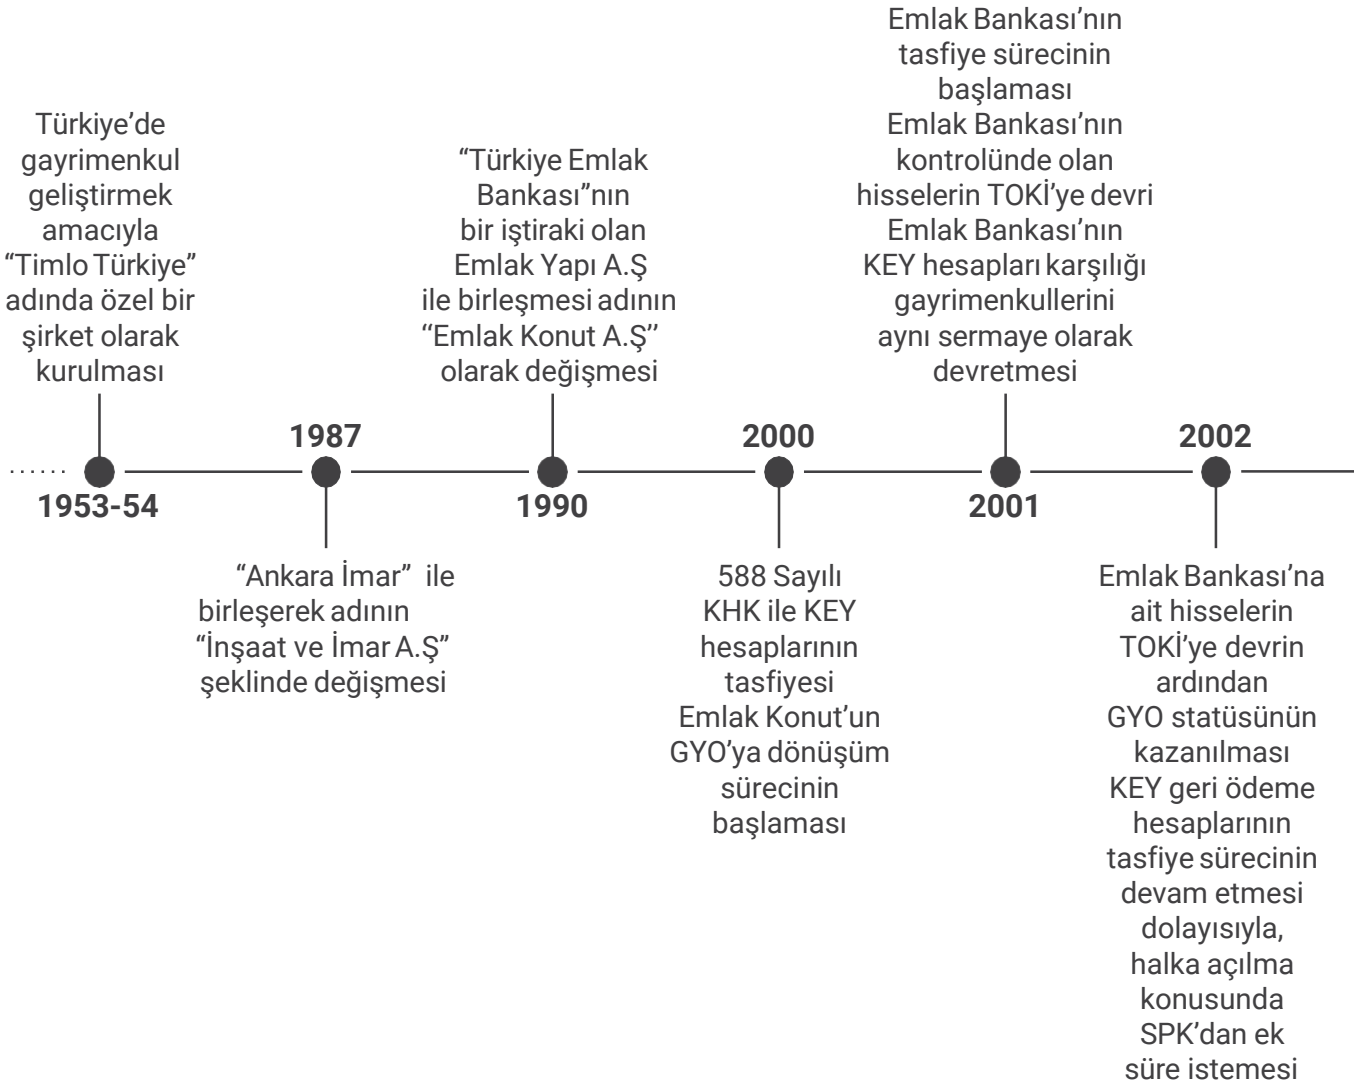 Türkiye’de
gayrimenkul
geliştirmek
amacıyla
“Timlo Türkiye”
adında özel bir
şirket olarak
kurulması
1953-54
1987
“Ankara İmar” ile
birleşerek adının
“İnşaat ve İmar A.Ş”
şeklinde değişmesi
“Türkiye Emlak
Bankası”nın
bir iştiraki olan
Emlak Yapı A.Ş
ile birleşmesi adının
‘‘Emlak Konut A.Ş’’
olarak değişmesi
1990
2000
588 Sayılı
KHK ile KEY
hesaplarının
tasfiyesi
Emlak Konut’un
GYO’ya dönüşüm
sürecinin
başlaması
Emlak Bankası’nın
tasfiye sürecinin
başlaması
Emlak Bankası’nın
kontrolünde olan
hisselerin TOKİ’ye devri
Emlak Bankası’nın
KEY hesapları karşılığı
gayrimenkullerini
aynı sermaye olarak
devretmesi
2001
2002
Emlak Bankası’na
ait hisselerin
TOKİ’ye devrin
ardından
GYO statüsünün
kazanılması
KEY geri ödeme
hesaplarının
tasfiye sürecinin
devam etmesi
dolayısıyla,
halka açılma
konusunda
SPK’dan ek
süre istemesi